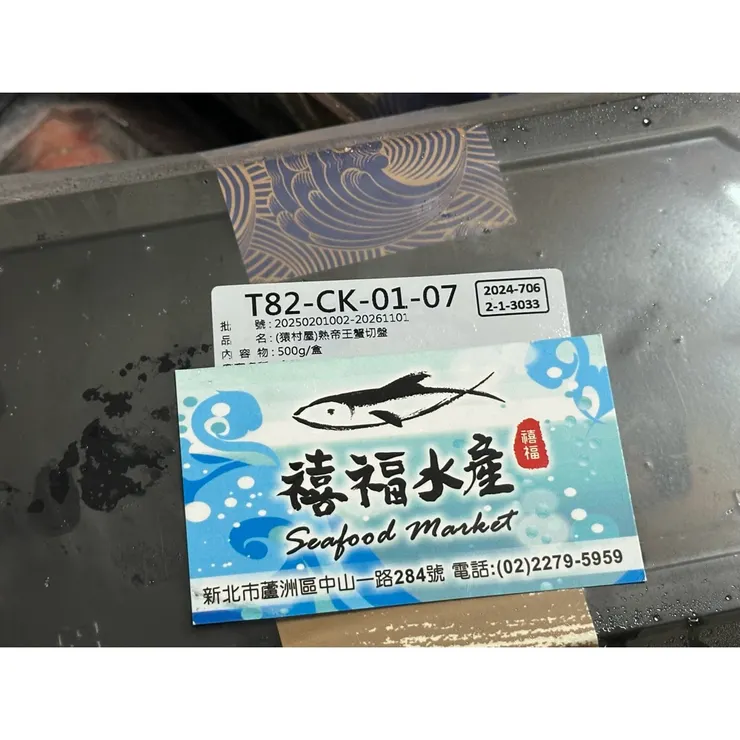 T82-CK-01-07
2024-706
2-1-3033
批 號:20250201002-20261101
品 名:(猿村屋)熟帝王蟹切盤
內 容 物:500g/盒
禧福
禧福水産
Seafood Market
新北市蘆洲區中山一路284號 電話:(02)2279-5959